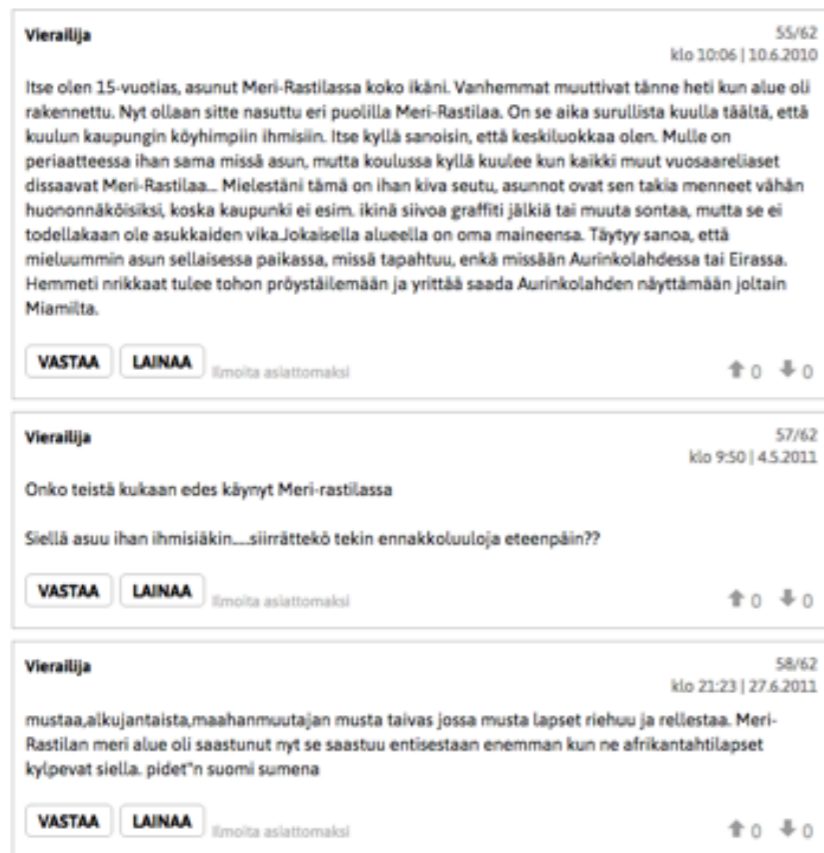 Vierailija
55/62
klo 10:06 | 10.6.2010
Itse olen 15-vuotias, asunut Meri-Rastilassa koko ikäni. Vanhemmat muuttivat tänne heti kun alue oli
rakennettu. Nyt ollaan sitte nasuttu eri puolilla Meri-Rastilaa. On se aika surullista kuulla täältä, että
kuulun kaupungin köyhimpiin ihmisiin. Itse kyllä sanoisin, että keskiluokkaa olen. Mulle on
periaatteessa ihan sama missä asun, mutta koulussa kyllä kuulee kun kaikki muut vuosaareliaset
dissaavat Meri-Rastilaa... Mielestäni tämä on ihan kiva seutu, asunnot ovat sen takia menneet vähän
huononnäköisiksi, koska kaupunki ei esim. ikinä siivoa graffiti jälkiä tai muuta sontaa, mutta se ei
todellakaan ole asukkaiden vika.Jokaisella alueella on oma maineensa. Täytyy sanoa, että
mieluummin asun sellaisessa paikassa, missä tapahtuu, enkä missään Aurinkolahdessa tai Eirassa.
Hemmeti nrikkaat tulee tohon pröystäilemään ja yrittää saada Aurinkolahden näyttämään joltain
Miamilta.
VASTAA LAINAA Ilmoita asiattomaksi 0 0
Vierailija
57/62
klo 9:50 | 4.5.2011
Onko teistä kukaan edes käynyt Meri-rastilassa
Siellä asuu ihan ihmisiäkin.....siirrättekö tekin ennakkoluuloja eteenpäin??
VASTAA LAINAA Ilmoita asiattomaksi 0 0
Vierailija
58/62
klo 21:23 | 27.6.2011
mustaa,alkujantaista,maahanmuutajan musta taivas jossa musta lapset riehuu ja rellestaa. Meri-
Rastilan meri alue oli saastunut nyt se saastuu entisestaan enemman kun ne afrikantahtilapset
kylpevat siella. pidet"n suomi sumena
VASTAA LAINAA Ilmoita asiattomaksi 0 0